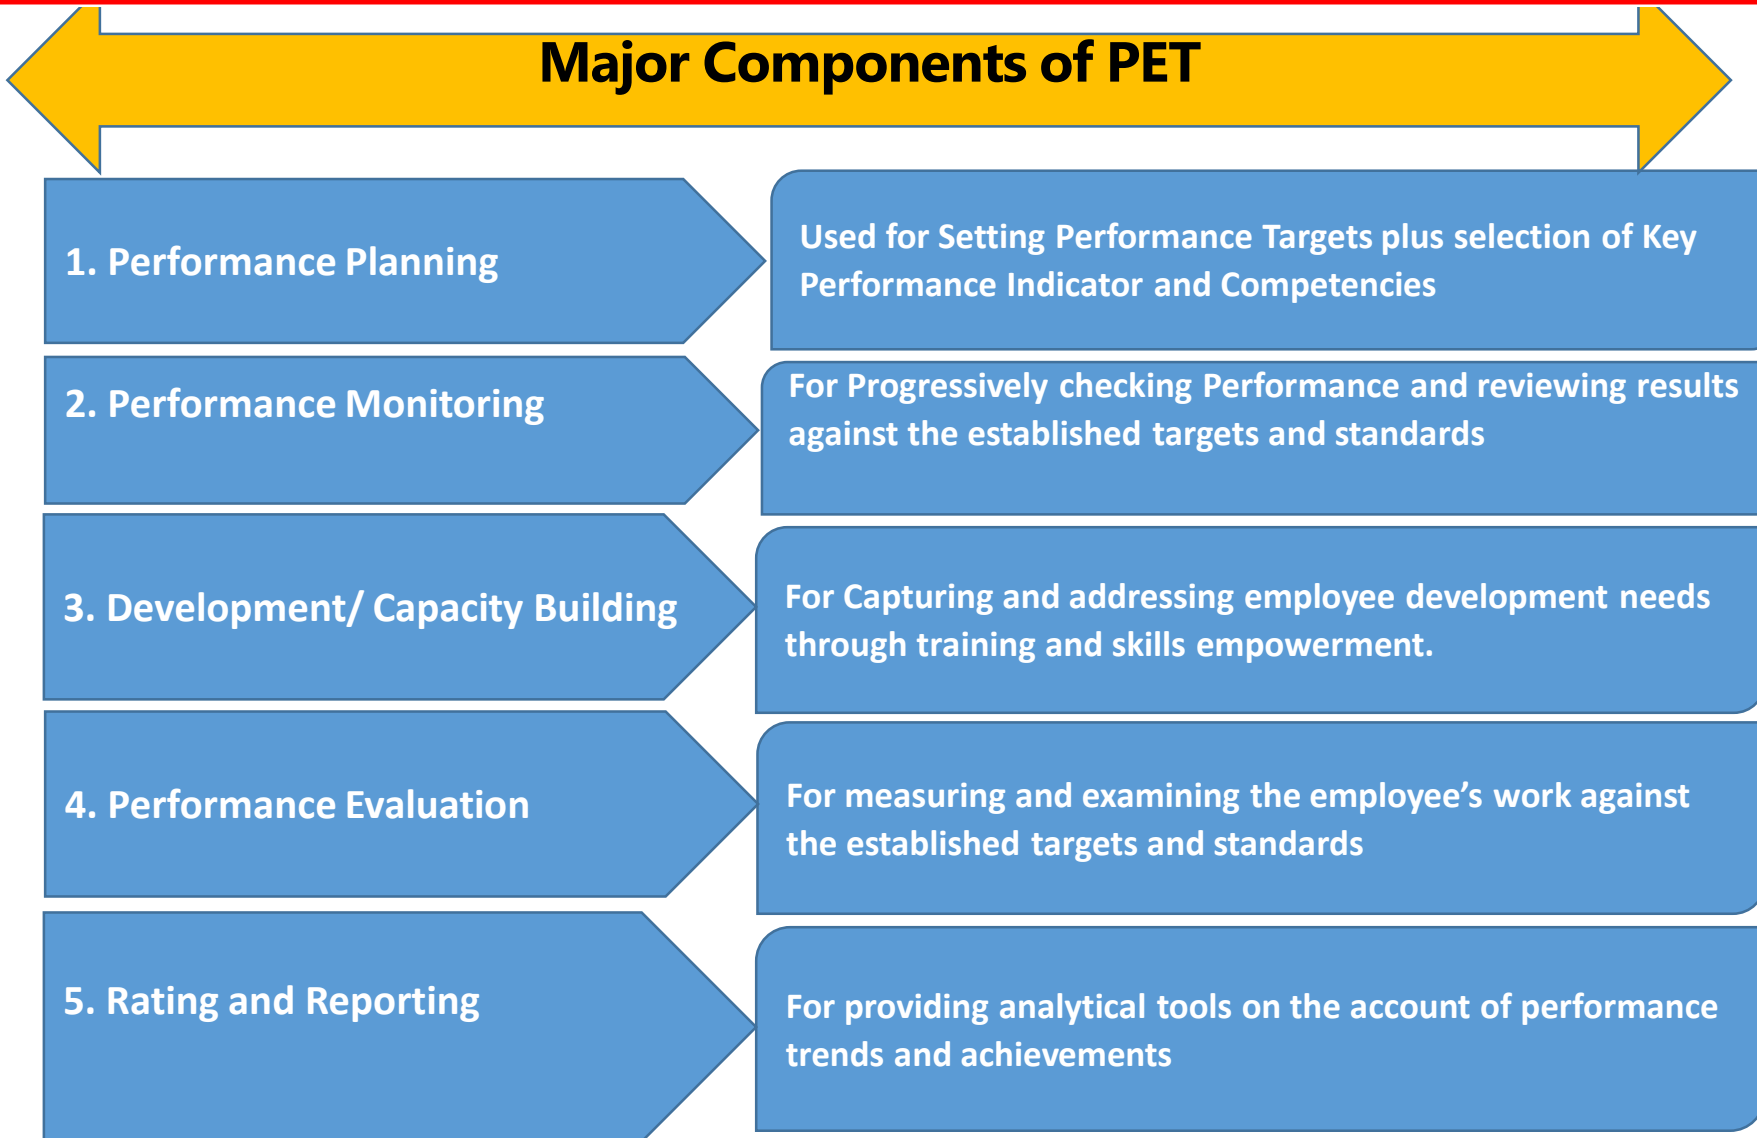 Major Components of PET
1. Performance Planning
Used for Setting Performance Targets plus selection of Key
Performance Indicator and Competencies
2. Performance Monitoring
For Progressively checking Performance and reviewing results
against the established targets and standards
3. Development/ Capacity Building
For Capturing and addressing employee development needs
through training and skills empowerment.
4. Performance Evaluation
For measuring and examining the employee’s work against
the established targets and standards
5. Rating and Reporting
For providing analytical tools on the account of performance
trends and achievements